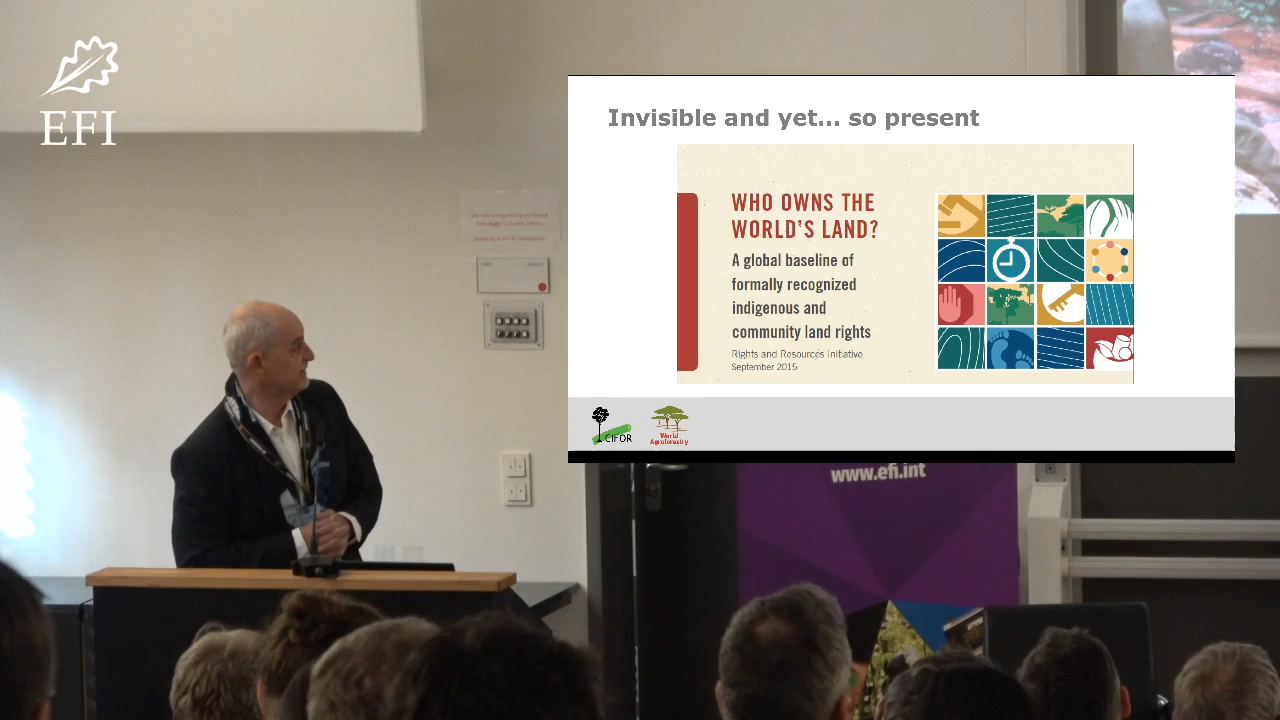 EFI
Invisible and yet... so present
WHO OWNS THE
WORLD'S LAND?
A global baseline of
formally recognized
indigenous and
community land rights
Rights and Resources Initiative
September 2015
CIFOR
World
Agroforestry
www.efi.int